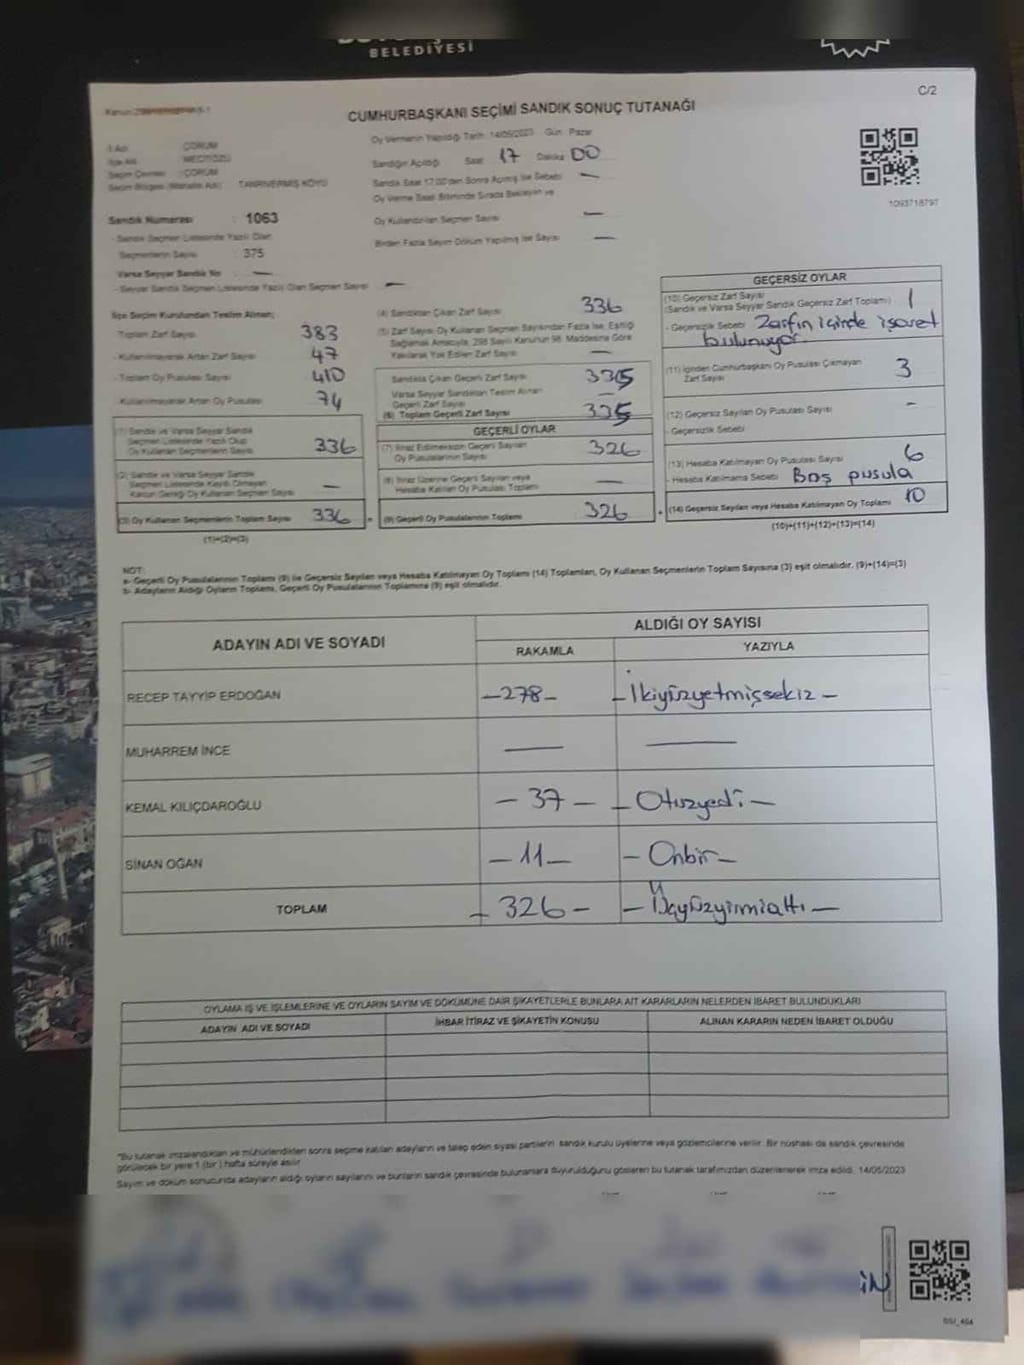 BELEDİYESİ
C/2
CUMHURBAŞKANI SEÇİMİ SANDIK SONUÇ TUTANAĞI
Oy Vermenin Yapıldığı Tarih 14/05/2023 Gün Pazar
İl Adı ÇORUM
İlçe Adı MECİTÖZÜ
Seçim Çevresi ÇORUM
Seçim Bölgesi (Mahalle Adı) TANRIVERMİŞ KÖYÜ
Sandığın Açıldığı Saat 17 Dakika 00
Sandık Saat 17.00'den Sonra Açılmış İse Sebebi —
Oy Verme Saati Bitiminde Sırada Bekleyen ve
Oy Kullandırılan Seçmen Sayısı —
Birden Fazla Sayım Döküm Yapılmış İse Sayısı —
1093718797
Sandık Numarası : 1063
- Sandık Seçmen Listesinde Yazılı Olan
Seçmenlerin Sayısı : 375
Varsa Seyyar Sandık No : —
- Seyyar Sandık Seçmen Listesinde Yazılı Olan Seçmen Sayısı —
İlçe Seçim Kurulundan Teslim Alınan;
Toplam Zarf Sayısı 383
- Kullanılmayarak Artan Zarf Sayısı 47
- Toplam Oy Pusulası Sayısı 410
- Kullanılmayarak Artan Oy Pusulası 74
(1) Sandık ve Varsa Seyyar Sandık
Seçmen Listesinde Yazılı Olup
Oy Kullanan Seçmenlerin Sayısı 336
(2) Sandık ve Varsa Seyyar Sandık
Seçmen Listesinde Kayıtlı Olmayan
Kanun Gereği Oy Kullanan Seçmen Sayısı —
(3) Oy Kullanan Seçmenlerin Toplam Sayısı 336
(1)+(2)=(3)
(4) Sandıktan Çıkan Zarf Sayısı 336
(5) Zarf Sayısı Oy Kullanan Seçmen Sayısından Fazla İse, Eşitliği
Sağlamak Amacıyla, 298 Sayılı Kanunun 98. Maddesine Göre
Yakılarak Yok Edilen Zarf Sayısı —
Sandıkta Çıkan Geçerli Zarf Sayısı 335
Varsa Seyyar Sandıktan Teslim Alınan
Geçerli Zarf Sayısı —
(6) Toplam Geçerli Zarf Sayısı 335
GEÇERLİ OYLAR
(7) İtiraz Edilmeksizin Geçerli Sayılan
Oy Pusulalarının Sayısı 326
(8) İtiraz Üzerine Geçerli Sayılan veya
Hesaba Katılan Oy Pusulası Toplamı —
= (9) Geçerli Oy Pusulalarının Toplamı 326
GEÇERSİZ OYLAR
(10) Geçersiz Zarf Sayısı
(Sandık ve Varsa Seyyar Sandık Geçersiz Zarf Toplamı) 1
- Geçersizlik Sebebi Zarfın içinde işaret
bulunuyor.
(11) İçinden Cumhurbaşkanı Oy Pusulası Çıkmayan
Zarf Sayısı 3
(12) Geçersiz Sayılan Oy Pusulası Sayısı -
- Geçersizlik Sebebi
(13) Hesaba Katılmayan Oy Pusulası Sayısı 6
- Hesaba Katılmama Sebebi Boş pusula
+ (14) Geçersiz Sayılan veya Hesaba Katılmayan Oy Toplamı 10
(10)+(11)+(12)+(13)=(14)
NOT:
a- Geçerli Oy Pusulalarının Toplamı (9) ile Geçersiz Sayılan veya Hesaba Katılmayan Oy Toplamı (14) Toplamları, Oy Kullanan Seçmenlerin Toplam Sayısına (3) eşit olmalıdır. (9)+(14)=(3)
b- Adayların Aldığı Oyların Toplamı, Geçerli Oy Pusulalarının Toplamına (9) eşit olmalıdır.
ADAYIN ADI VE SOYADI
ALDIĞI OY SAYISI
RAKAMLA YAZIYLA
RECEP TAYYİP ERDOĞAN -278- - İkiyüzyetmişsekiz -
MUHARREM İNCE — —
KEMAL KILIÇDAROĞLU - 37 - - Otuzyedi -
SİNAN OĞAN - 11 - - Onbir -
TOPLAM - 326 - - Üçyüzyirmialtı -
OYLAMA İŞ VE İŞLEMLERİNE VE OYLARIN SAYIM VE DÖKÜMÜNE DAİR ŞİKAYETLERLE BUNLARA AİT KARARLARIN NELERDEN İBARET BULUNDUKLARI
ADAYIN ADI VE SOYADI İHBAR İTİRAZ VE ŞİKAYETİN KONUSU ALINAN KARARIN NEDEN İBARET OLDUĞU
"Bu tutanak imzalandıktan ve mühürlendikten sonra seçime katılan adayların ve talep eden siyasi partilerin sandık kurulu üyelerine veya gözlemcilerine verilir. Bir nüshası da sandık çevresinde
görülecek bir yere 1 (bir) hafta süreyle asılır.
Sayım ve döküm sonucunda adayların aldığı oyların sayılarını ve bunların sandık çevresinde bulunanlara duyurulduğunu gösteren bu tutanak tarafımızdan düzenlenerek imza edildi. 14/05/2023